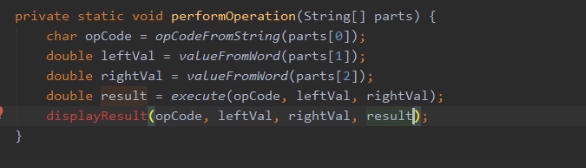 private static void performOperation(String[] parts) {
char opCode = opCodeFromString(parts[0]);
double leftVal = valueFromWord(parts[1]);
double rightVal = valueFromWord(parts[2]);
double result = execute(opCode, leftVal, rightVal);
displayResult(opCode, leftVal, rightVal, result);
}